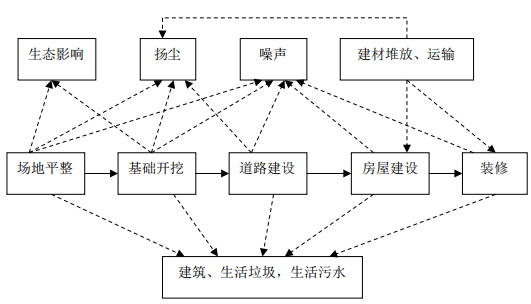 生态影响
扬尘
噪声
建材堆放、运输
场地平整
基础开挖
道路建设
房屋建设
装修
建筑、生活垃圾，生活污水